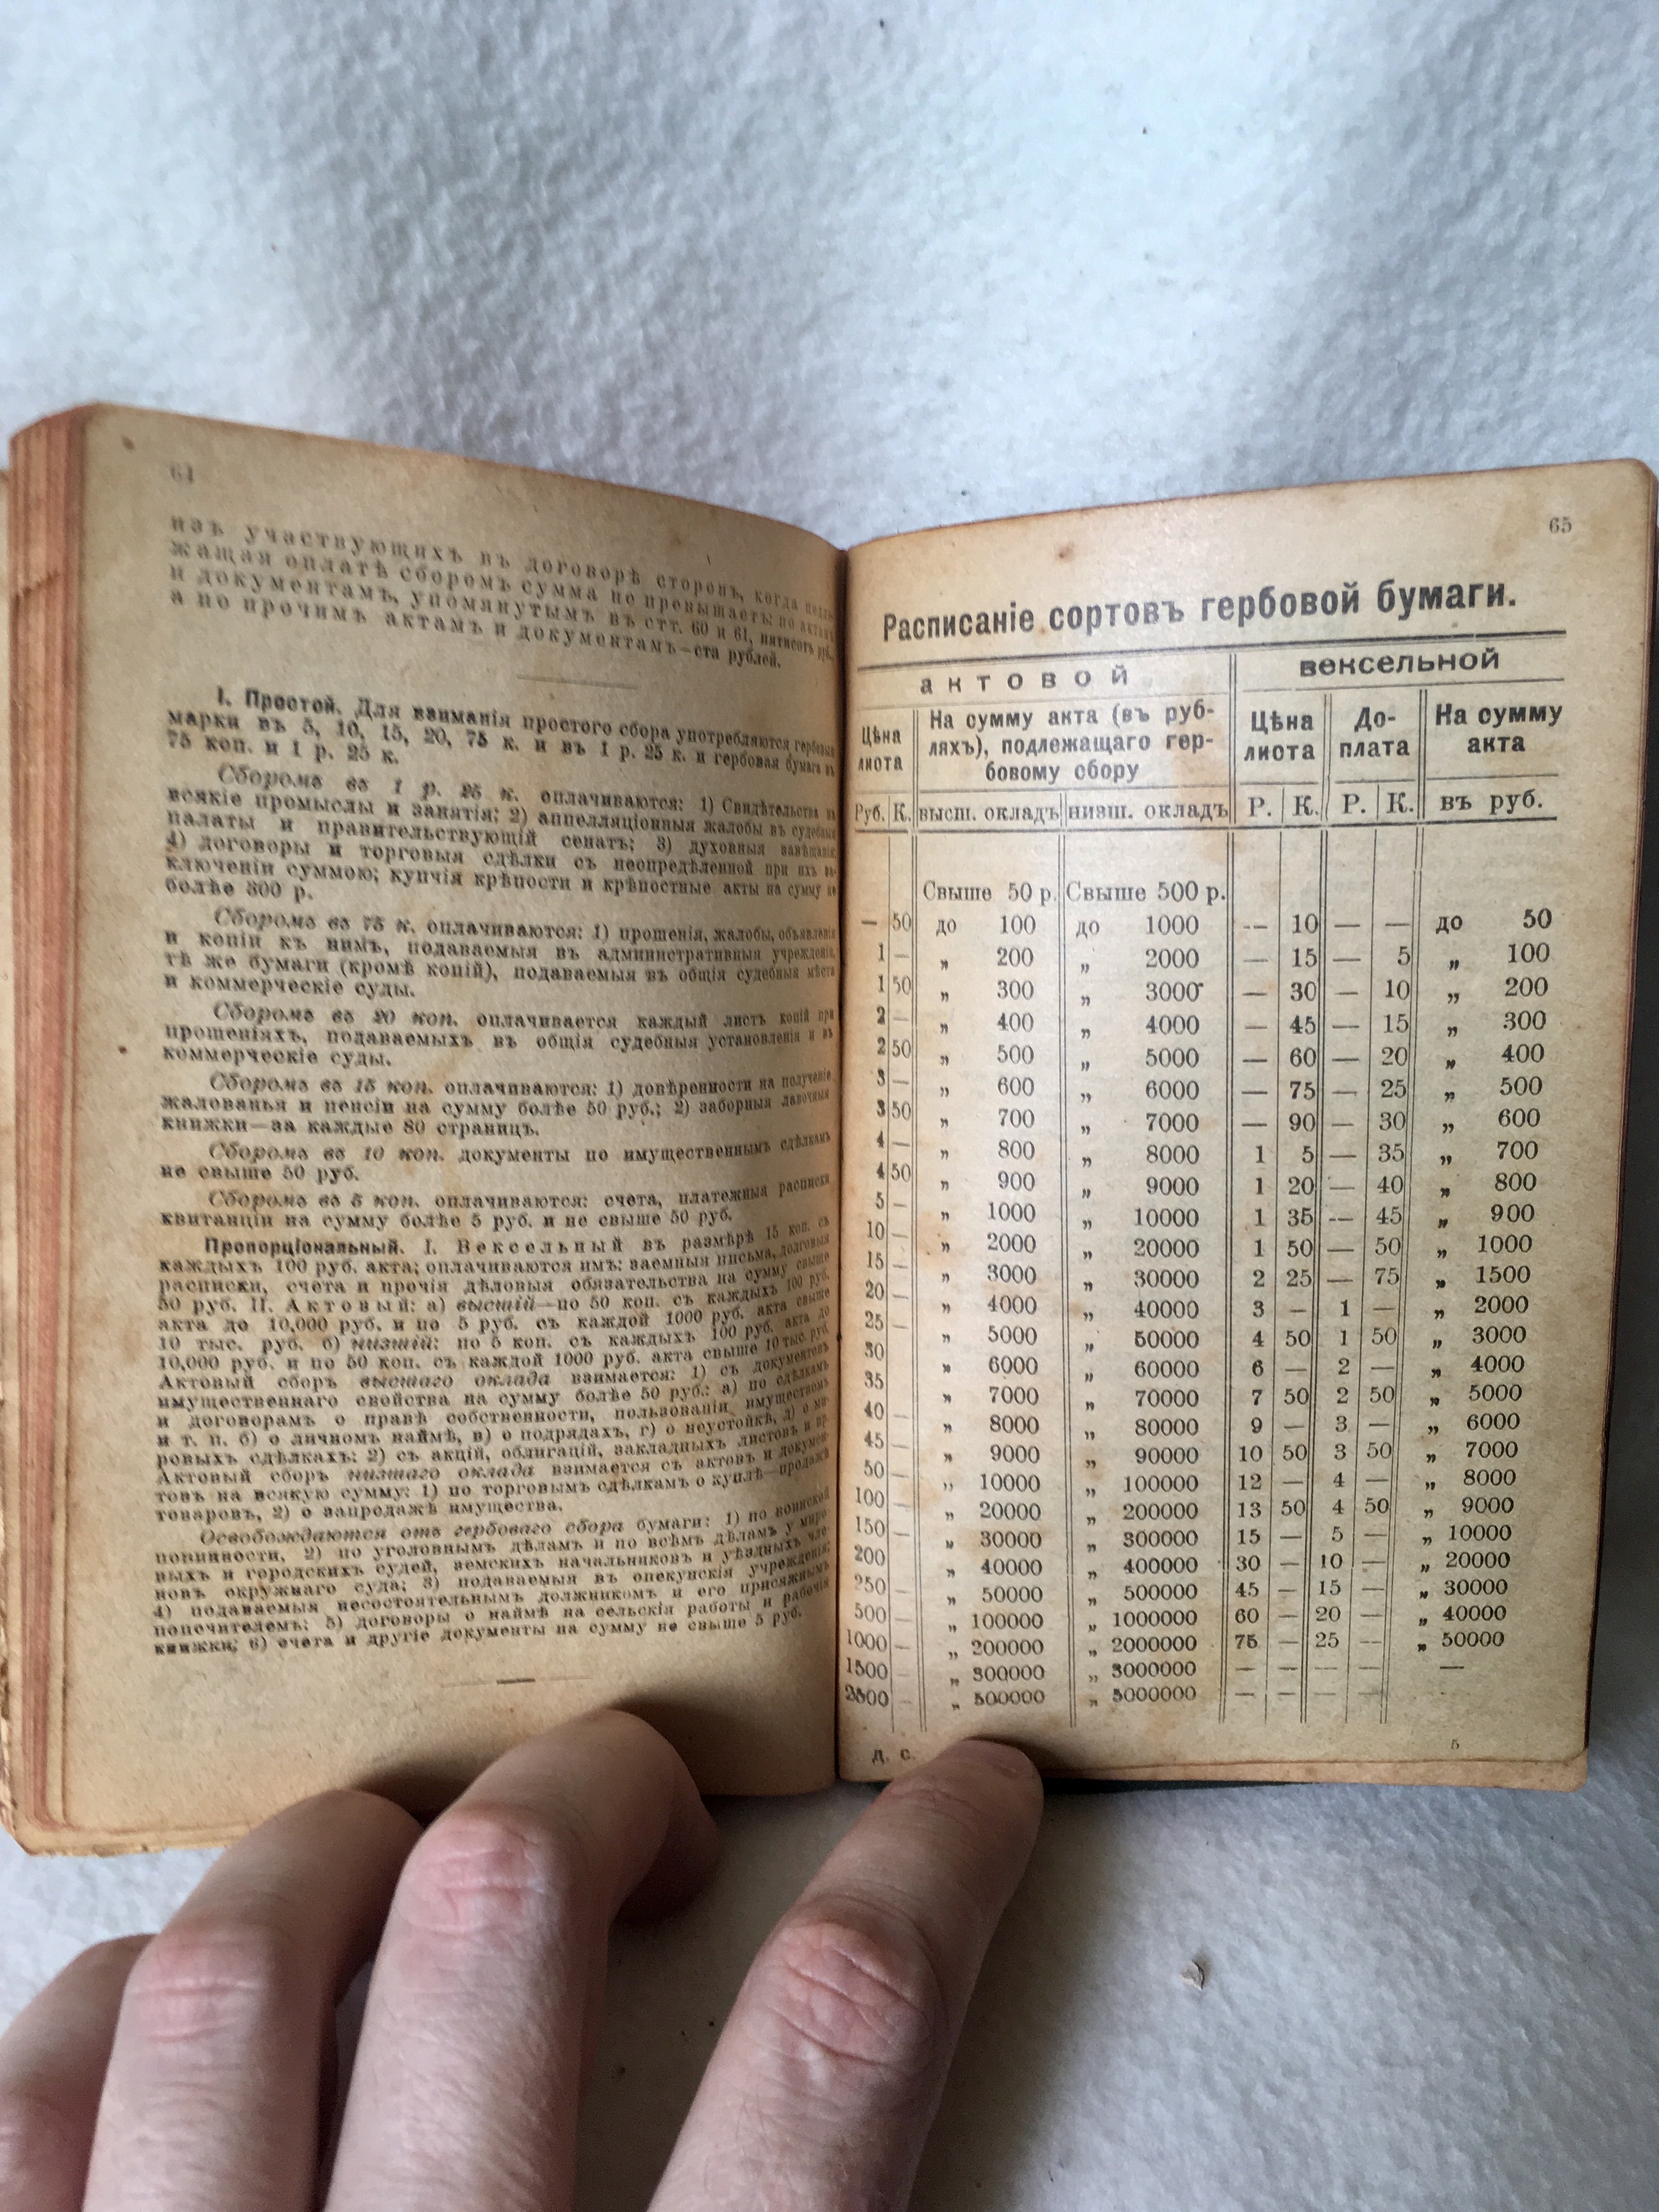 64
изъ участвующихъ въ договорѣ сторонъ, когда
жащая оплатѣ сборомъ сумма не превышаетъ: по актамъ
и документамъ, упомянутымъ въ стт. 60 и 61, пятисотъ руб.,
а по прочимъ актамъ и документамъ—ста рублей.
I. Простой. Для взиманія простого сбора употребляются гербовыя
марки въ 5, 10, 15, 20, 75 к. и въ 1 р. 25 к. и гербовая бумага въ
75 коп. и 1 р. 25 к.
Сборомъ въ 1 р. 25 к. оплачиваются: 1) Свидѣтельства на
всякіе промыслы и занятія; 2) аппелляціонныя жалобы въ судебныя
палаты и правительствующій сенатъ; 3) духовныя завѣщанія;
4) договоры и торговыя сдѣлки съ неопредѣленной при ихъ за-
ключеніи суммою; купчія крѣпости и крѣпостные акты на сумму не
болѣе 300 р.
Сборомъ въ 75 к. оплачиваются: 1) прошенія, жалобы, объявленія
и копіи къ нимъ, подаваемыя въ административныя учрежденія,
тѣ же бумаги (кромѣ копій), подаваемыя въ общія судебныя мѣста
и коммерческіе суды.
Сборомъ въ 20 коп. оплачивается каждый листъ копій при
прошеніяхъ, подаваемыхъ въ общія судебныя установленія и въ
коммерческіе суды.
Сборомъ въ 15 коп. оплачиваются: 1) довѣренности на полученіе
жалованья и пенсіи на сумму болѣе 50 руб.; 2) заборныя лавочныя
книжки—за каждые 80 страницъ.
Сборомъ въ 10 коп. документы по имущественнымъ сдѣлкамъ
не свыше 50 руб.
Сборомъ въ 5 коп. оплачиваются: счета, платежныя расписки
квитанціи на сумму болѣе 5 руб. и не свыше 50 руб.
Пропорціональный. I. Вексельный въ размѣрѣ 15 коп. съ
каждыхъ 100 руб. акта; оплачиваются имъ: заемныя письма, долговыя
расписки, счета и прочія дѣловыя обязательства на сумму свыше
50 руб. II. Актовый: а) высшій—по 50 коп. съ каждыхъ 100 руб.
акта до 10,000 руб. и по 5 руб. съ каждой 1000 руб. акта свыше
10 тыс. руб. б) низшій: по 5 коп. съ каждыхъ 100 руб. акта до
10,000 руб. и по 50 коп. съ каждой 1000 руб. акта свыше 10 тыс. руб.
Актовый сборъ высшаго оклада взимается: 1) съ документовъ
имущественнаго свойства на сумму болѣе 50 руб.: а) по сдѣлкамъ
и договорамъ о правѣ собственности, пользованіи имуществомъ
и т. п. б) о личномъ наймѣ, в) о подрядахъ, г) о неустойкѣ, д) о ми-
ровыхъ сдѣлкахъ; 2) съ акцій, облигацій, закладныхъ листовъ и пр.
Актовый сборъ низшаго оклада взимается съ актовъ и докумен-
товъ на всякую сумму: 1) по торговымъ сдѣлкамъ о куплѣ—продажѣ
товаровъ, 2) о запродажѣ имущества.
Освобождаются отъ гербоваго сбора бумаги: 1) по воинской
повинности, 2) по уголовнымъ дѣламъ и по всѣмъ дѣламъ у миро-
выхъ и городскихъ судей, земскихъ начальниковъ и уѣздныхъ чле-
новъ окружнаго суда; 3) подаваемыя въ опекунскія учрежденія;
4) подаваемыя несостоятельнымъ должникомъ и его присяжнымъ
попечителемъ; 5) договоры о наймѣ на сельскія работы и рабочія
книжки; 6) счета и другіе документы на сумму не свыше 5 руб.
65
Расписаніе сортовъ гербовой бумаги.
актовой вексельной
Цѣна листа На сумму акта (въ руб- Цѣна До- На сумму
ляхъ), подлежащаго гер- листа плата акта
бовому сбору
Руб. К. высш. окладъ низш. окладъ Р. К. Р. К. въ руб.
Свыше 50 р. Свыше 500 р.
— 50 до 100 до 1000 — 10 — — до 50
1 — „ 200 „ 2000 — 15 — 5 „ 100
1 50 „ 300 „ 3000 — 30 — 10 „ 200
2 — „ 400 „ 4000 — 45 — 15 „ 300
2 50 „ 500 „ 5000 — 60 — 20 „ 400
3 — „ 600 „ 6000 — 75 — 25 „ 500
3 50 „ 700 „ 7000 — 90 — 30 „ 600
4 — „ 800 „ 8000 1 5 — 35 „ 700
4 50 „ 900 „ 9000 1 20 — 40 „ 800
5 — „ 1000 „ 10000 1 35 — 45 „ 900
10 — „ 2000 „ 20000 1 50 — 50 „ 1000
15 — „ 3000 „ 30000 2 25 — 75 „ 1500
20 — „ 4000 „ 40000 3 — 1 — „ 2000
25 — „ 5000 „ 50000 4 50 1 50 „ 3000
30 — „ 6000 „ 60000 6 — 2 — „ 4000
35 — „ 7000 „ 70000 7 50 2 50 „ 5000
40 — „ 8000 „ 80000 9 — 3 — „ 6000
45 — „ 9000 „ 90000 10 50 3 50 „ 7000
50 — „ 10000 „ 100000 12 — 4 — „ 8000
100 — „ 20000 „ 200000 13 50 4 50 „ 9000
150 — „ 30000 „ 300000 15 — 5 — „ 10000
200 — „ 40000 „ 400000 30 — 10 — „ 20000
250 — „ 50000 „ 500000 45 — 15 — „ 30000
500 — „ 100000 „ 1000000 60 — 20 — „ 40000
1000 — „ 200000 „ 2000000 75 — 25 — „ 50000
1500 — „ 300000 „ 3000000 — — — — —
2500 — „ 500000 „ 5000000 — — — —
Д. С. 5